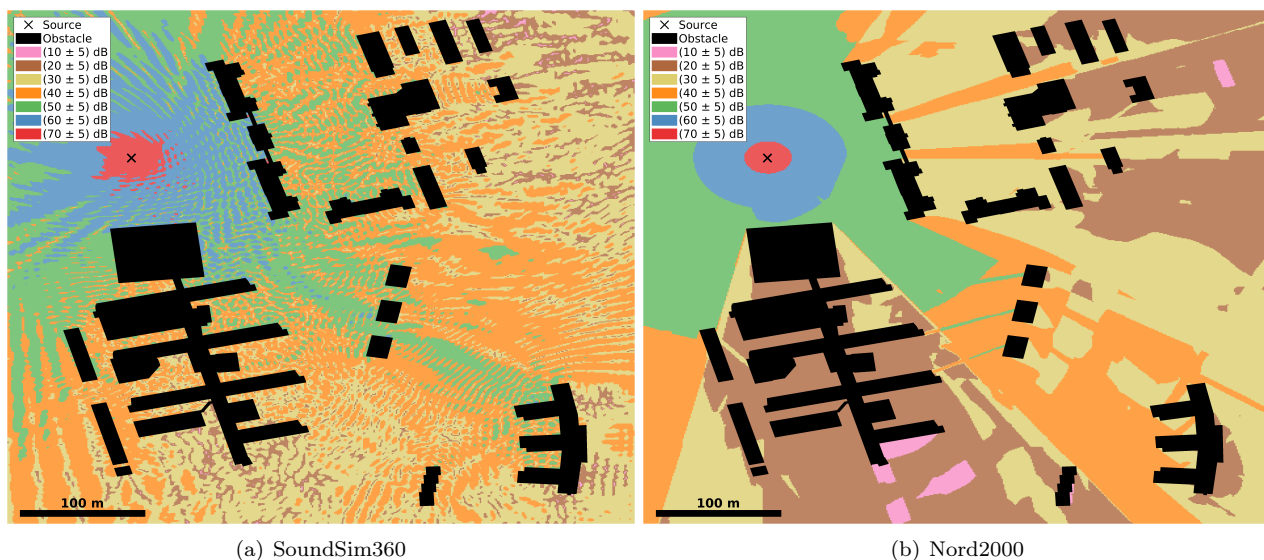 Source
Obstacle
(10 ± 5) dB
(20 ± 5) dB
(30 ± 5) dB
(40 ± 5) dB
(50 ± 5) dB
(60 ± 5) dB
(70 ± 5) dB
100 m
(a) SoundSim360
Source
Obstacle
(10 ± 5) dB
(20 ± 5) dB
(30 ± 5) dB
(40 ± 5) dB
(50 ± 5) dB
(60 ± 5) dB
(70 ± 5) dB
100 m
(b) Nord2000